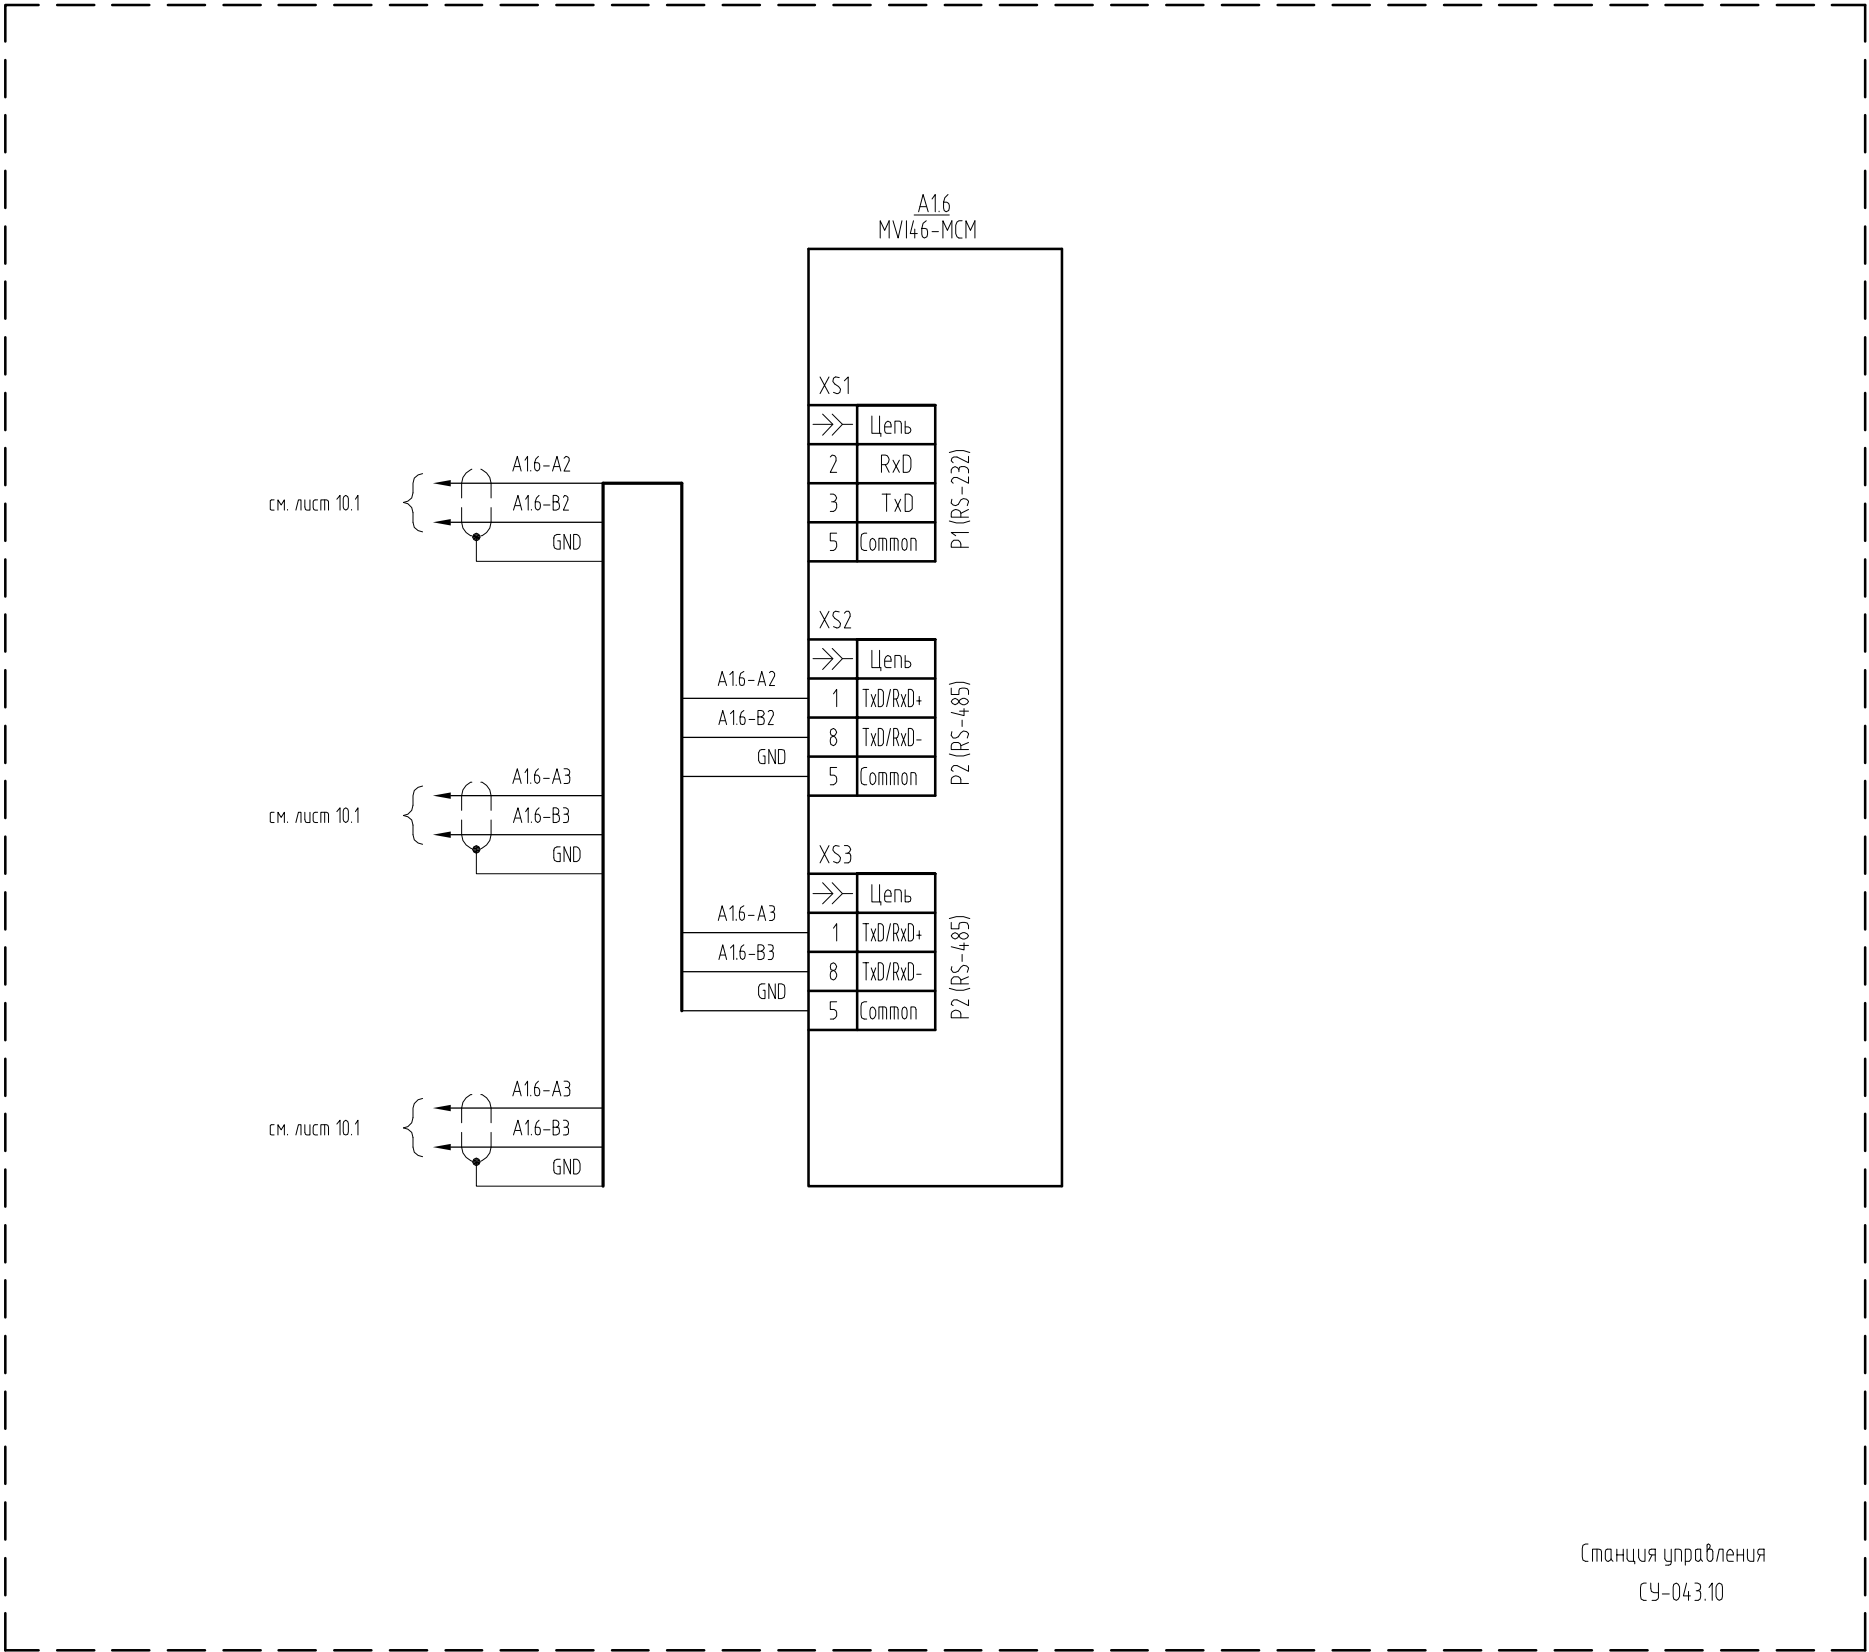 A1.6
MVI46-MCM
XS1
Цепь
2 RxD
3 TxD
5 Common
P1 (RS-232)
A1.6-A2
см. лист 10.1
A1.6-B2
GND
XS2
Цепь
A1.6-A2
1 TxD/RxD+
A1.6-B2
8 TxD/RxD-
GND
5 Common
P2 (RS-485)
A1.6-A3
см. лист 10.1
A1.6-B3
GND
XS3
Цепь
A1.6-A3
1 TxD/RxD+
A1.6-B3
8 TxD/RxD-
GND
5 Common
P2 (RS-485)
A1.6-A3
см. лист 10.1
A1.6-B3
GND
Станция управления
СУ-043.10